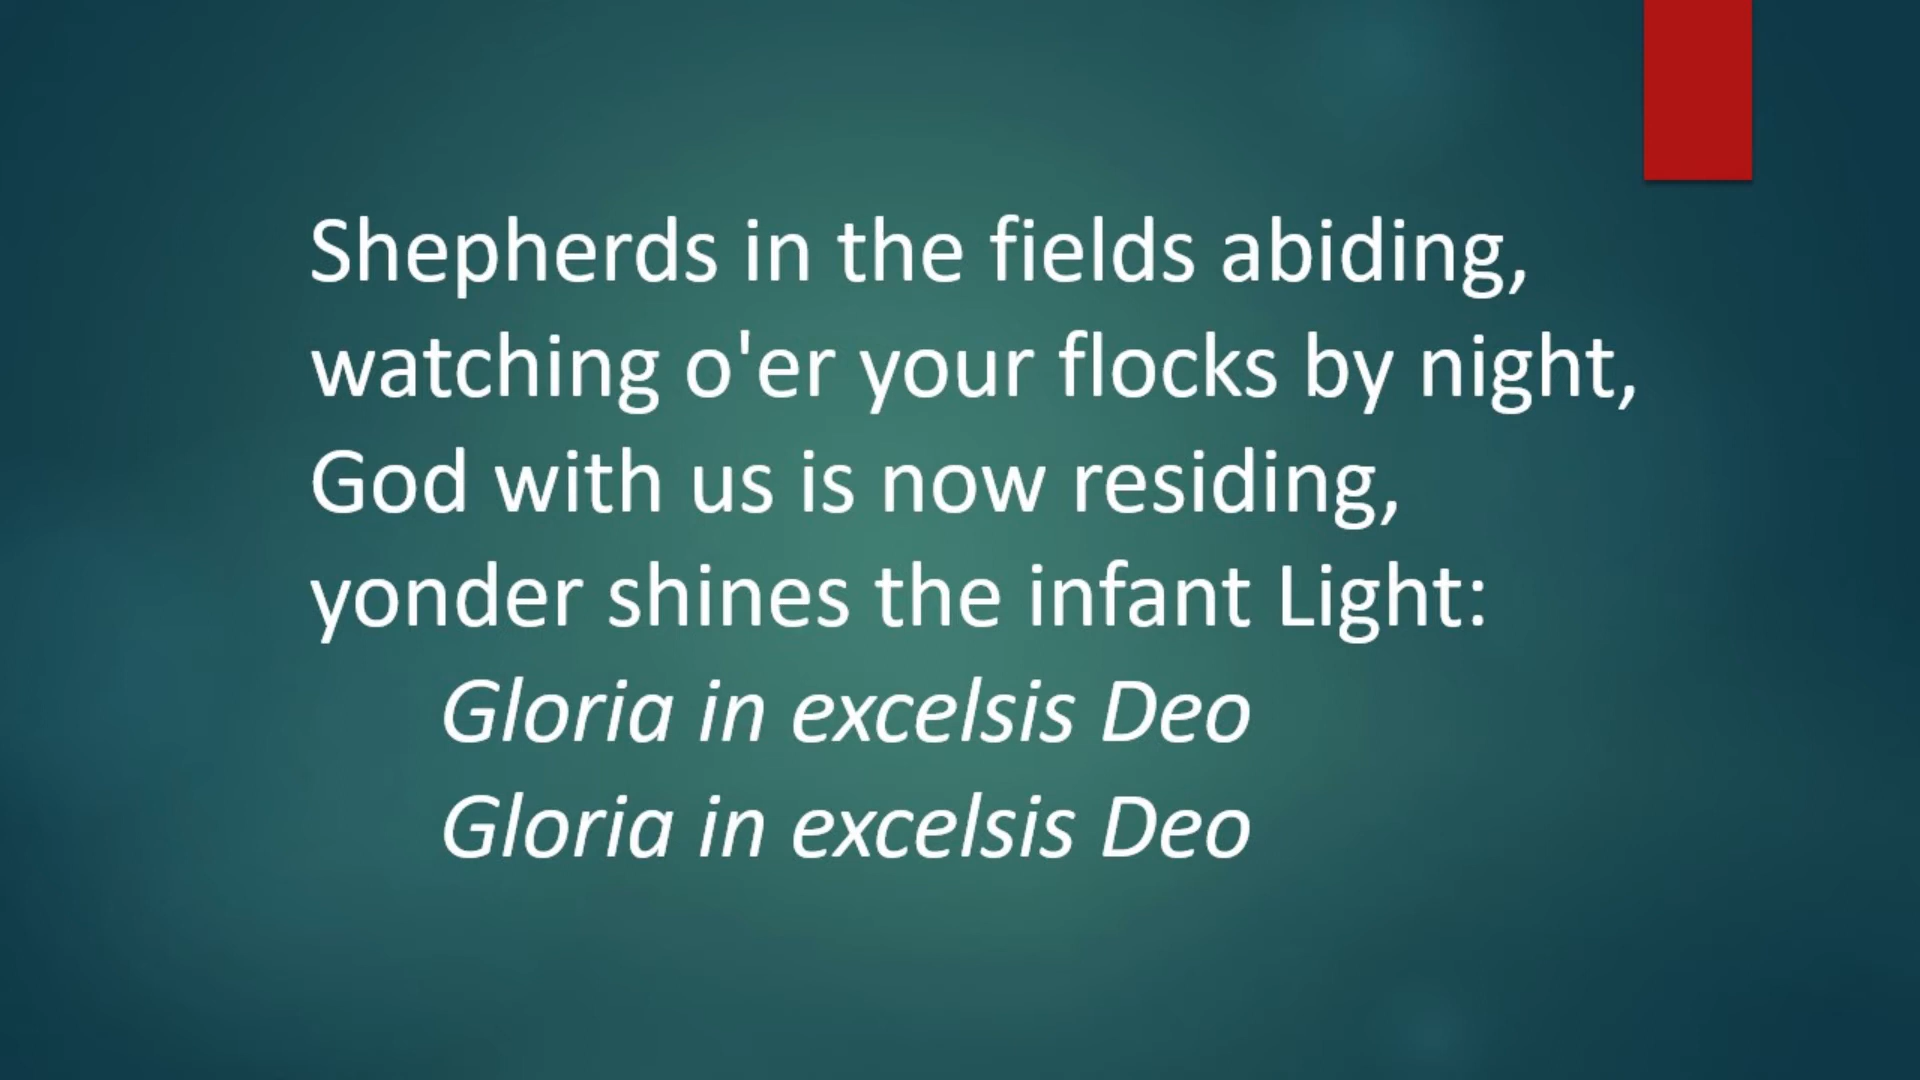 Shepherds in the fields abiding,
watching o'er your flocks by night,
God with us is now residing,
yonder shines the infant Light:
Gloria in excelsis Deo
Gloria in excelsis Deo